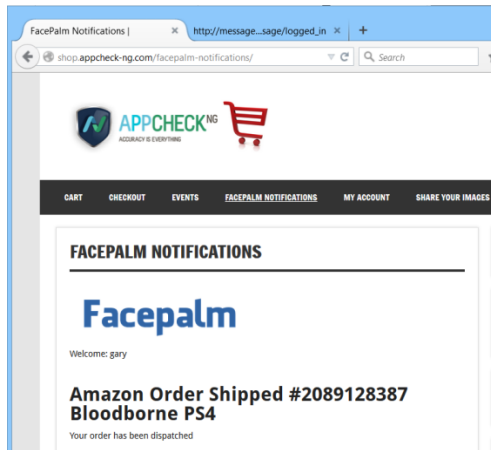 FacePalm Notifications |
http://message...sage/logged_in
shop.appcheck-ng.com/facepalm-notifications/
Search
APPCHECK NG
ACCURACY IS EVERYTHING
CART CHECKOUT EVENTS FACEPALM NOTIFICATIONS MY ACCOUNT SHARE YOUR IMAGES
FACEPALM NOTIFICATIONS
Facepalm
Welcome: gary
Amazon Order Shipped #2089128387
Bloodborne PS4
Your order has been dispatched